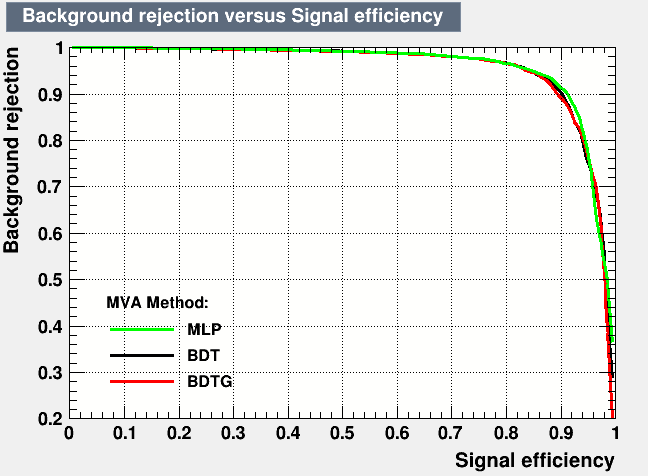 Background rejection versus Signal efficiency
Background rejection
1
0.9
0.8
0.7
0.6
0.5
0.4
0.3
0.2
MVA Method:
MLP
BDT
BDTG
0 0.1 0.2 0.3 0.4 0.5 0.6 0.7 0.8 0.9 1
Signal efficiency